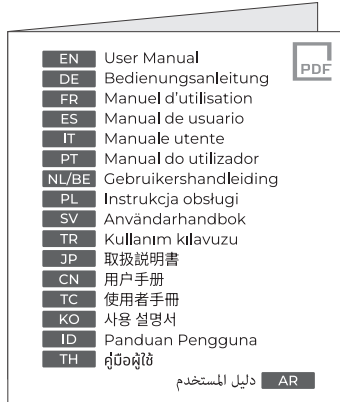 PDF
EN User Manual
DE Bedienungsanleitung
FR Manuel d'utilisation
ES Manual de usuario
IT Manuale utente
PT Manual do utilizador
NL/BE Gebruikershandleiding
PL Instrukcja obsługi
SV Användarhandbok
TR Kullanım kılavuzu
JP 取扱説明書
CN 用户手册
TC 使用者手冊
KO 사용 설명서
ID Panduan Pengguna
TH คู่มือผู้ใช้
AR دليل المستخدم